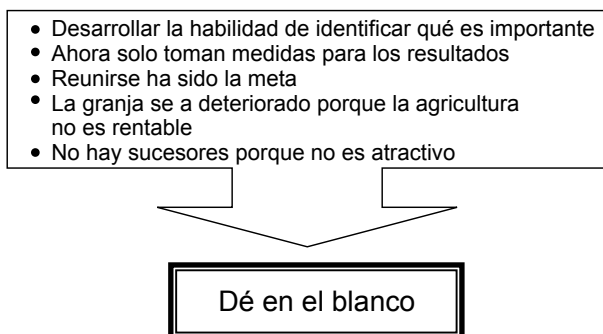 • Desarrollar la habilidad de identificar qué es importante
• Ahora solo toman medidas para los resultados
• Reunirse ha sido la meta
• La granja se a deteriorado porque la agricultura
no es rentable
• No hay sucesores porque no es atractivo
Dé en el blanco